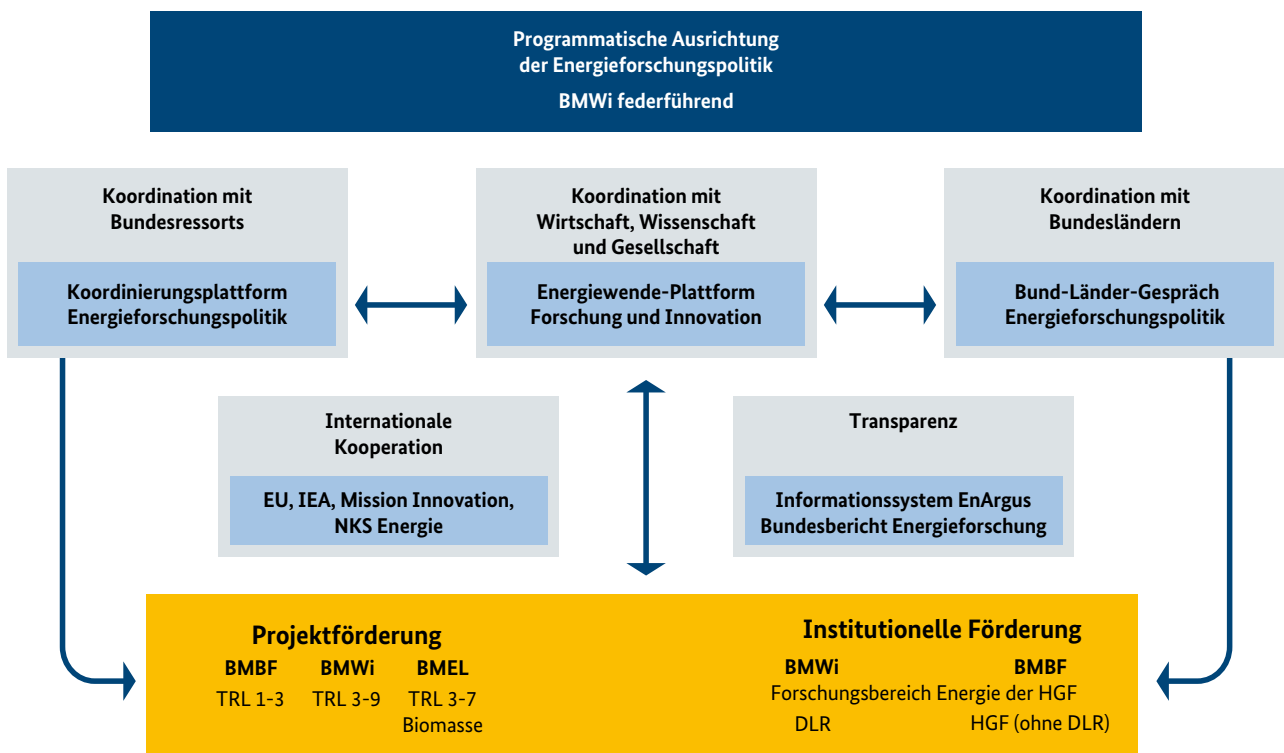 Programmatische Ausrichtung
der Energieforschungspolitik
BMWi federführend
Koordination mit
Bundesressorts
Koordinierungsplattform
Energieforschungspolitik
Koordination mit
Wirtschaft, Wissenschaft
und Gesellschaft
Energiewende-Plattform
Forschung und Innovation
Koordination mit
Bundesländern
Bund-Länder-Gespräch
Energieforschungspolitik
Internationale
Kooperation
EU, IEA, Mission Innovation,
NKS Energie
Transparenz
Informationssystem EnArgus
Bundesbericht Energieforschung
Projektförderung
BMBF BMWi BMEL
TRL 1-3 TRL 3-9 TRL 3-7
Biomasse
Institutionelle Förderung
BMWi BMBF
Forschungsbereich Energie der HGF
DLR HGF (ohne DLR)